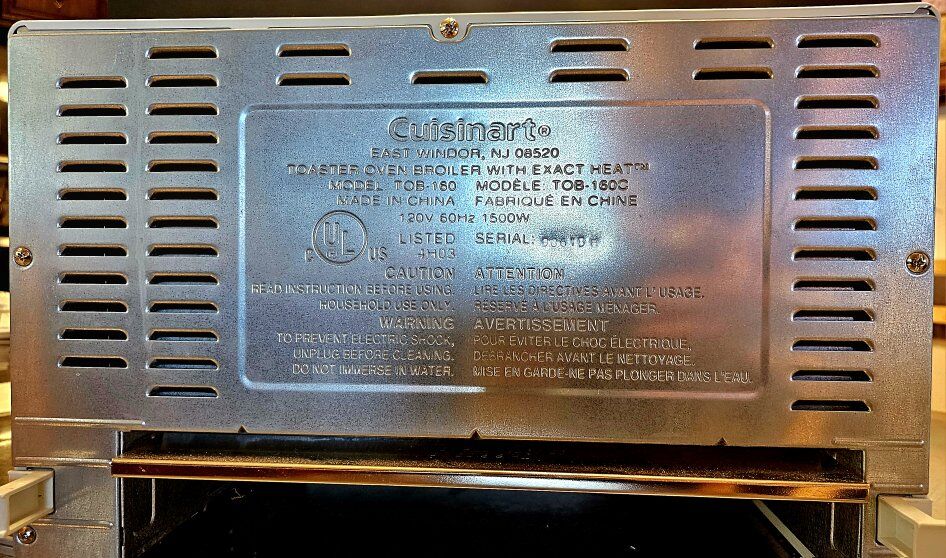 Cuisinart®
EAST WINDOR, NJ 08520
TOASTER OVEN BROILER WITH EXACT HEAT™
MODEL TOB-160 MODÈLE: TOB-160C
MADE IN CHINA FABRIQUÉ EN CHINE
120V 60Hz 1500W
C UL US LISTED 4H03 SERIAL:
CAUTION ATTENTION
READ INSTRUCTION BEFORE USING. LIRE LES DIRECTIVES AVANT L'USAGE.
HOUSEHOLD USE ONLY. RÉSERVÉ À L'USAGE MENAGER.
WARNING AVERTISSEMENT
TO PREVENT ELECTRIC SHOCK, POUR EVITER LE CHOC ÉLECTRIQUE,
UNPLUG BEFORE CLEANING. DEBRANCHER AVANT LE NETTOYAGE.
DO NOT IMMERSE IN WATER. MISE EN GARDE-NE PAS PLONGER DANS L'EAU.